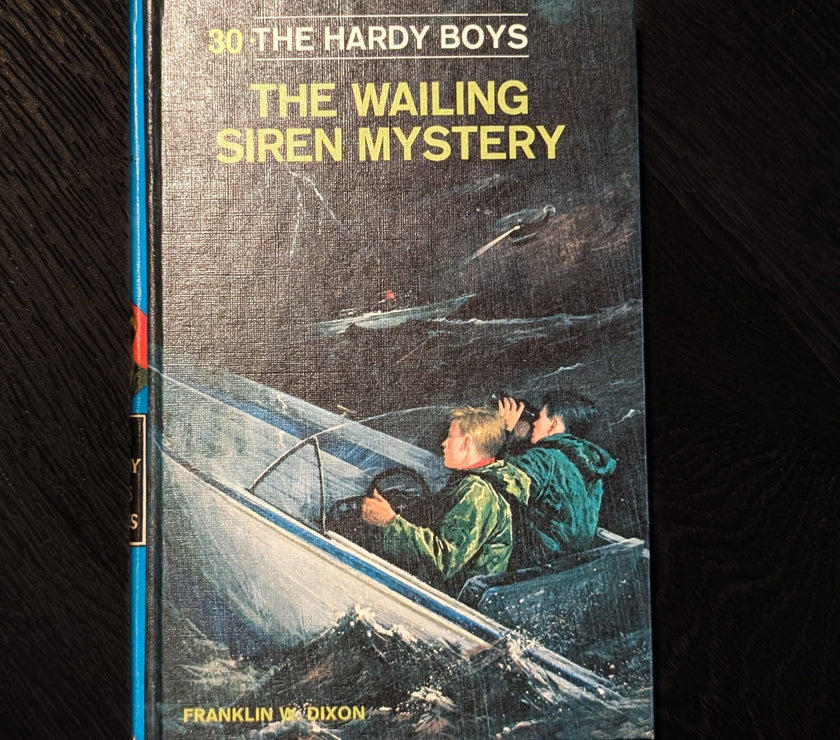 30 THE HARDY BOYS
THE WAILING
SIREN MYSTERY
FRANKLIN W. DIXON